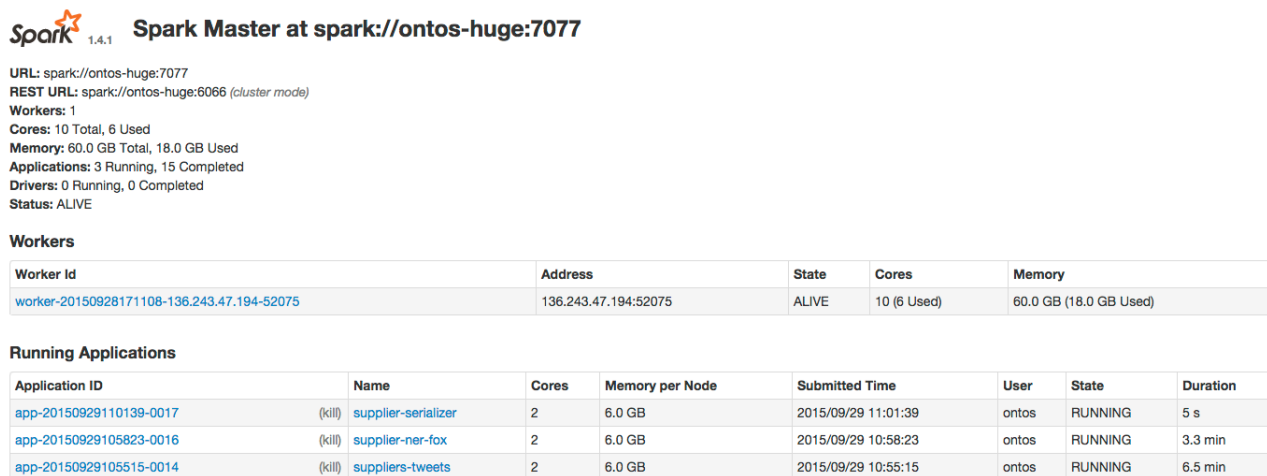 Spark 1.4.1 Spark Master at spark://ontos-huge:7077
URL: spark://ontos-huge:7077
REST URL: spark://ontos-huge:6066 (cluster mode)
Workers: 1
Cores: 10 Total, 6 Used
Memory: 60.0 GB Total, 18.0 GB Used
Applications: 3 Running, 15 Completed
Drivers: 0 Running, 0 Completed
Status: ALIVE
Workers
Worker Id Address State Cores Memory
worker-20150928171108-136.243.47.194-52075 136.243.47.194:52075 ALIVE 10 (6 Used) 60.0 GB (18.0 GB Used)
Running Applications
Application ID Name Cores Memory per Node Submitted Time User State Duration
app-20150929110139-0017 (kill) supplier-serializer 2 6.0 GB 2015/09/29 11:01:39 ontos RUNNING 5 s
app-20150929105823-0016 (kill) supplier-ner-fox 2 6.0 GB 2015/09/29 10:58:23 ontos RUNNING 3.3 min
app-20150929105515-0014 (kill) suppliers-tweets 2 6.0 GB 2015/09/29 10:55:15 ontos RUNNING 6.5 min